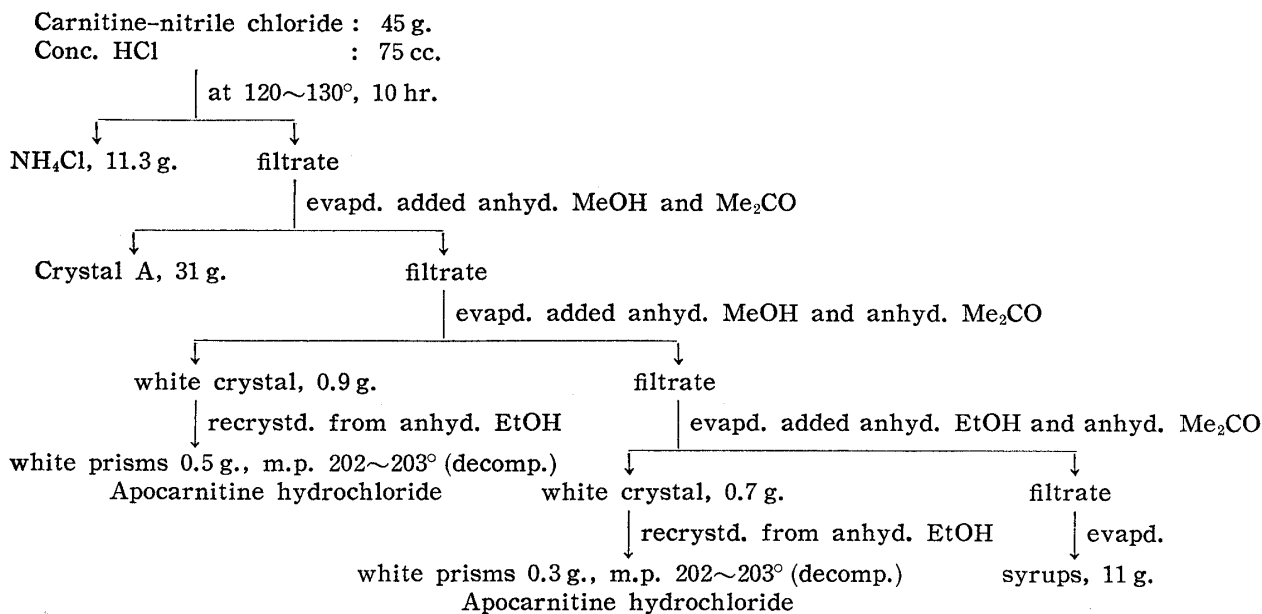 Carnitine-nitrile chloride : 45 g.
Conc. HCl : 75 cc.
at 120~130°, 10 hr.
NH₄Cl, 11.3 g. filtrate
evapd. added anhyd. MeOH and Me₂CO
Crystal A, 31 g. filtrate
evapd. added anhyd. MeOH and anhyd. Me₂CO
white crystal, 0.9 g. filtrate
recrystd. from anhyd. EtOH evapd. added anhyd. EtOH and anhyd. Me₂CO
white prisms 0.5 g., m.p. 202~203° (decomp.)
Apocarnitine hydrochloride white crystal, 0.7 g. filtrate
recrystd. from anhyd. EtOH evapd.
white prisms 0.3 g., m.p. 202~203° (decomp.) syrups, 11 g.
Apocarnitine hydrochloride